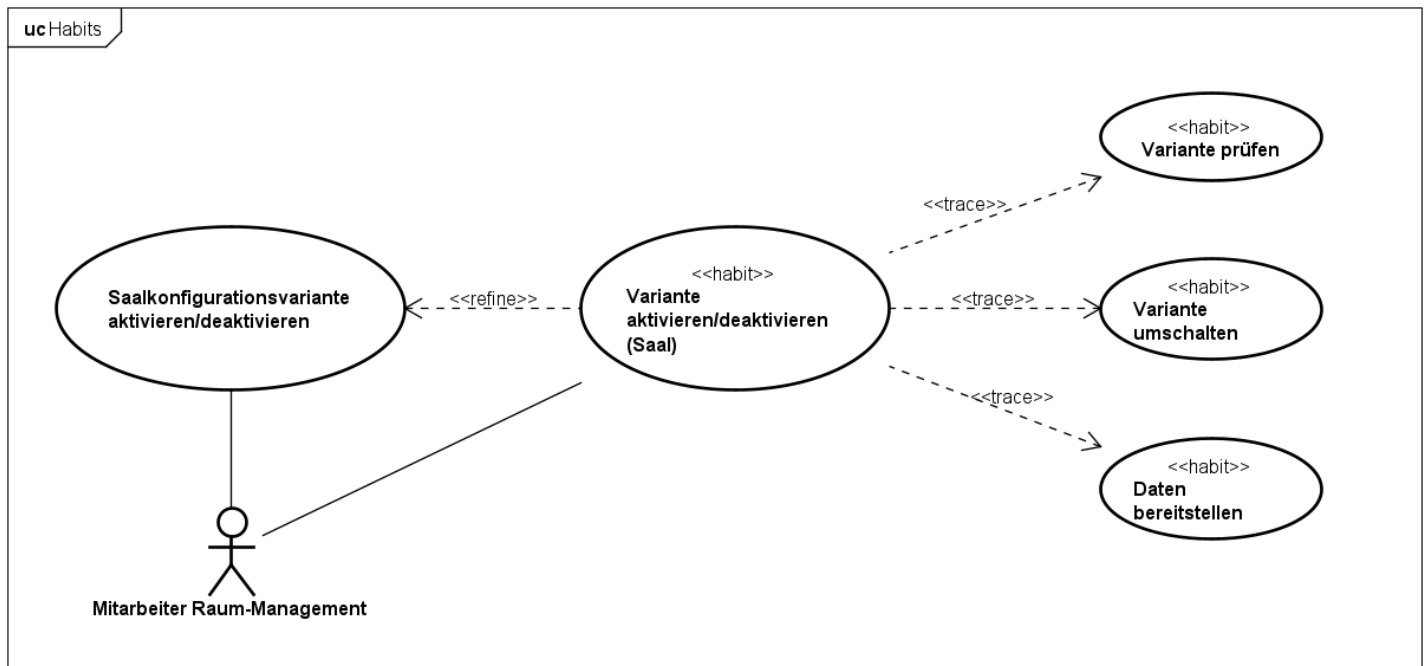 uc Habits
<<habit>>
Variante prüfen
<<trace>>
Saalkonfigurationsvariante
aktivieren/deaktivieren
<<refine>>
<<habit>>
Variante
aktivieren/deaktivieren
(Saal)
<<trace>>
<<habit>>
Variante
umschalten
<<trace>>
<<habit>>
Daten
bereitstellen
Mitarbeiter Raum-Management